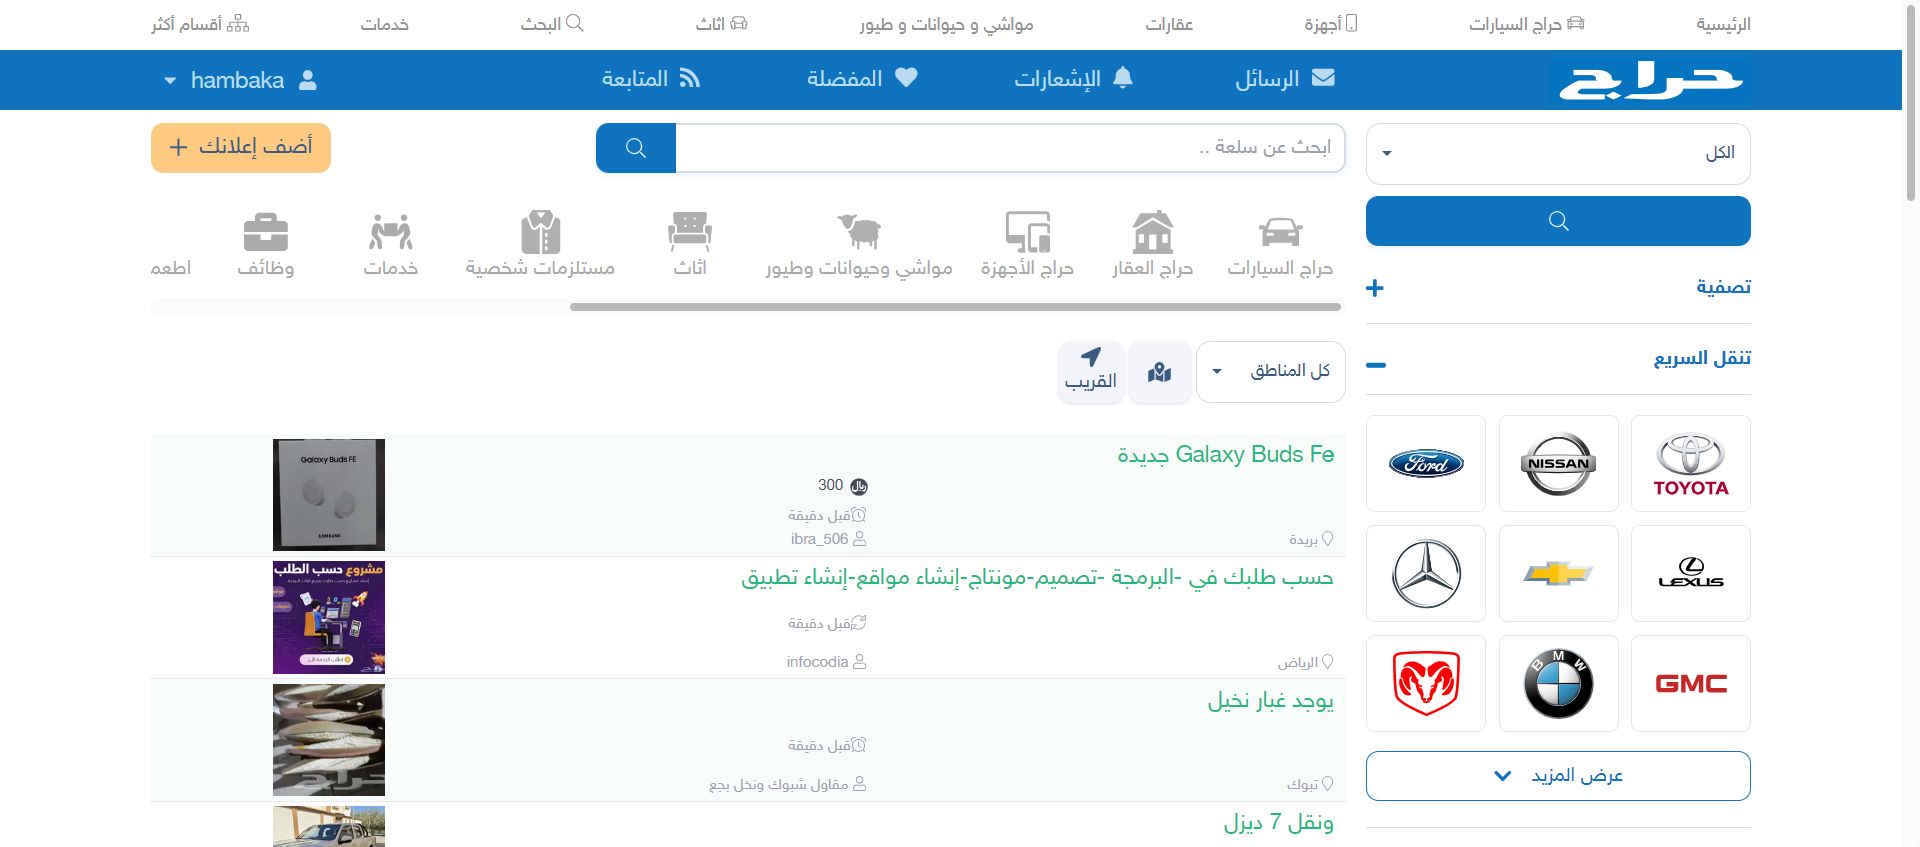 الرئيسية
حراج السيارات
أجهزة
عقارات
مواشي و حيوانات و طيور
اثاث
البحث
خدمات
أقسام أكثر
حراج
الرسائل
الإشعارات
المفضلة
المتابعة
hambaka
الكل
ابحث عن سلعة ..
أضف إعلانك +
حراج السيارات
حراج العقار
حراج الأجهزة
مواشي وحيوانات وطيور
اثاث
مستلزمات شخصية
خدمات
وظائف
اطعم
تصفية
تنقل السريع
TOYOTA
NISSAN
Ford
LEXUS
GMC
BMW
عرض المزيد
كل المناطق
القريب
Galaxy Buds Fe جديدة
300 ريال
قبل دقيقة
بريدة
ibra_506
Galaxy Buds FE
SAMSUNG
حسب طلبك في -البرمجة -تصميم-مونتاج-إنشاء مواقع-إنشاء تطبيق
قبل دقيقة
الرياض
infocodia
مشروع حسب الطلب
يوجد غبار نخيل
قبل دقيقة
تبوك
مقاول شبوك ونخل بجع
حراج
ونقل 7 ديزل